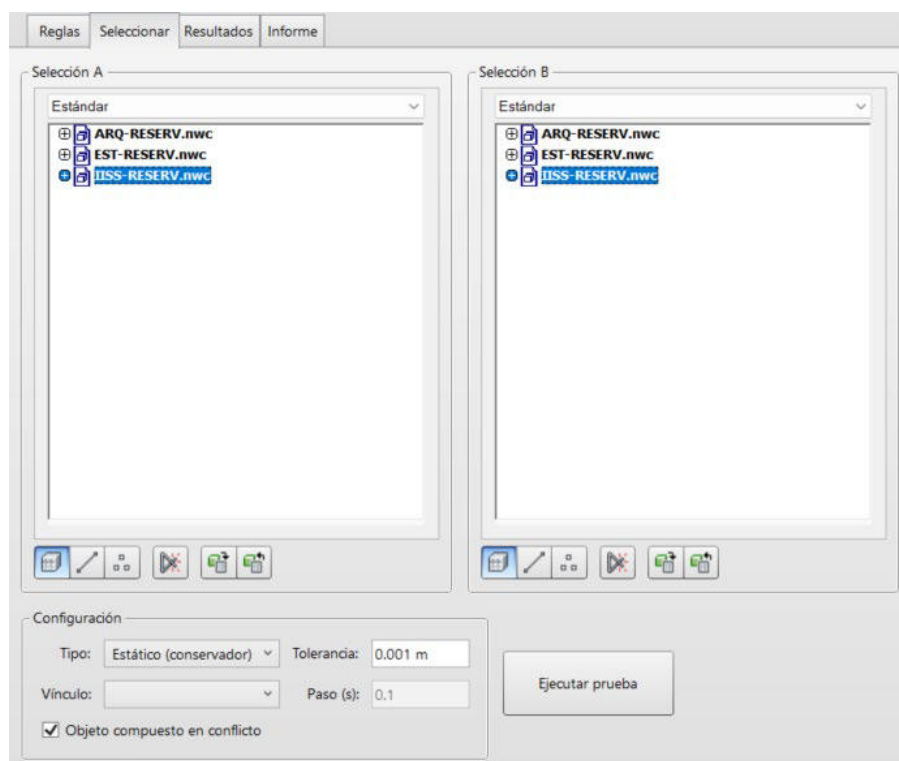 Reglas Seleccionar Resultados Informe
Selección A
Estándar
ARQ-RESERV.nwc
EST-RESERV.nwc
IISS-RESERV.nwc
Selección B
Estándar
ARQ-RESERV.nwc
EST-RESERV.nwc
IISS-RESERV.nwc
Configuración
Tipo: Estático (conservador) Tolerancia: 0.001 m
Vínculo: Paso (s): 0.1
Objeto compuesto en conflicto
Ejecutar prueba